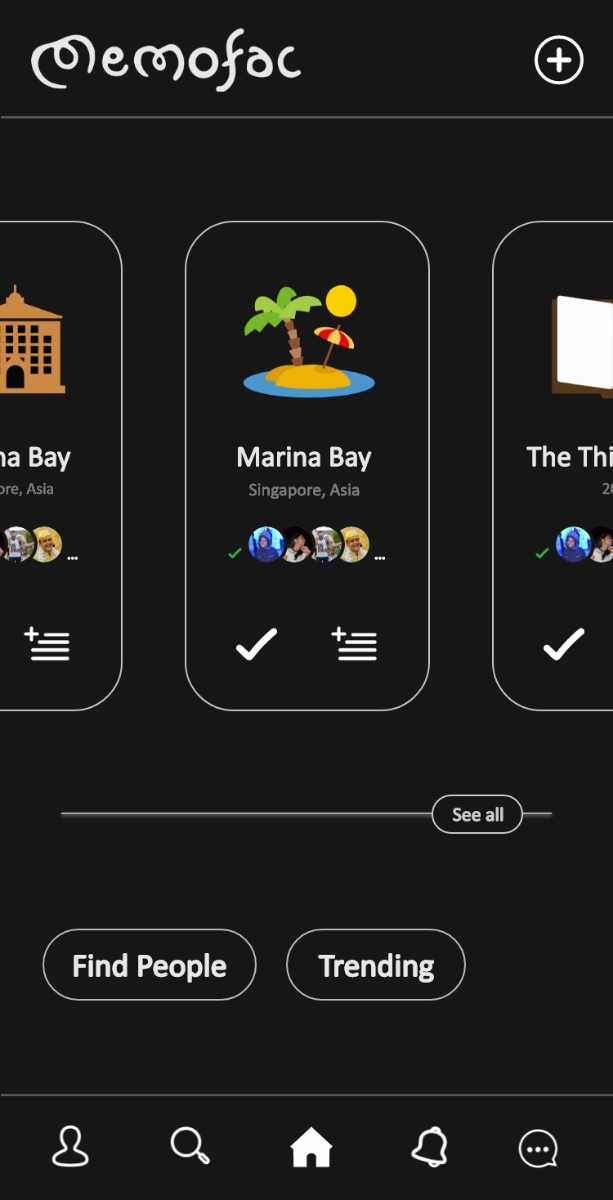 memofac
na Bay
Marina Bay
The Thi
ore, Asia
Singapore, Asia
20
...
...
See all
Find People
Trending